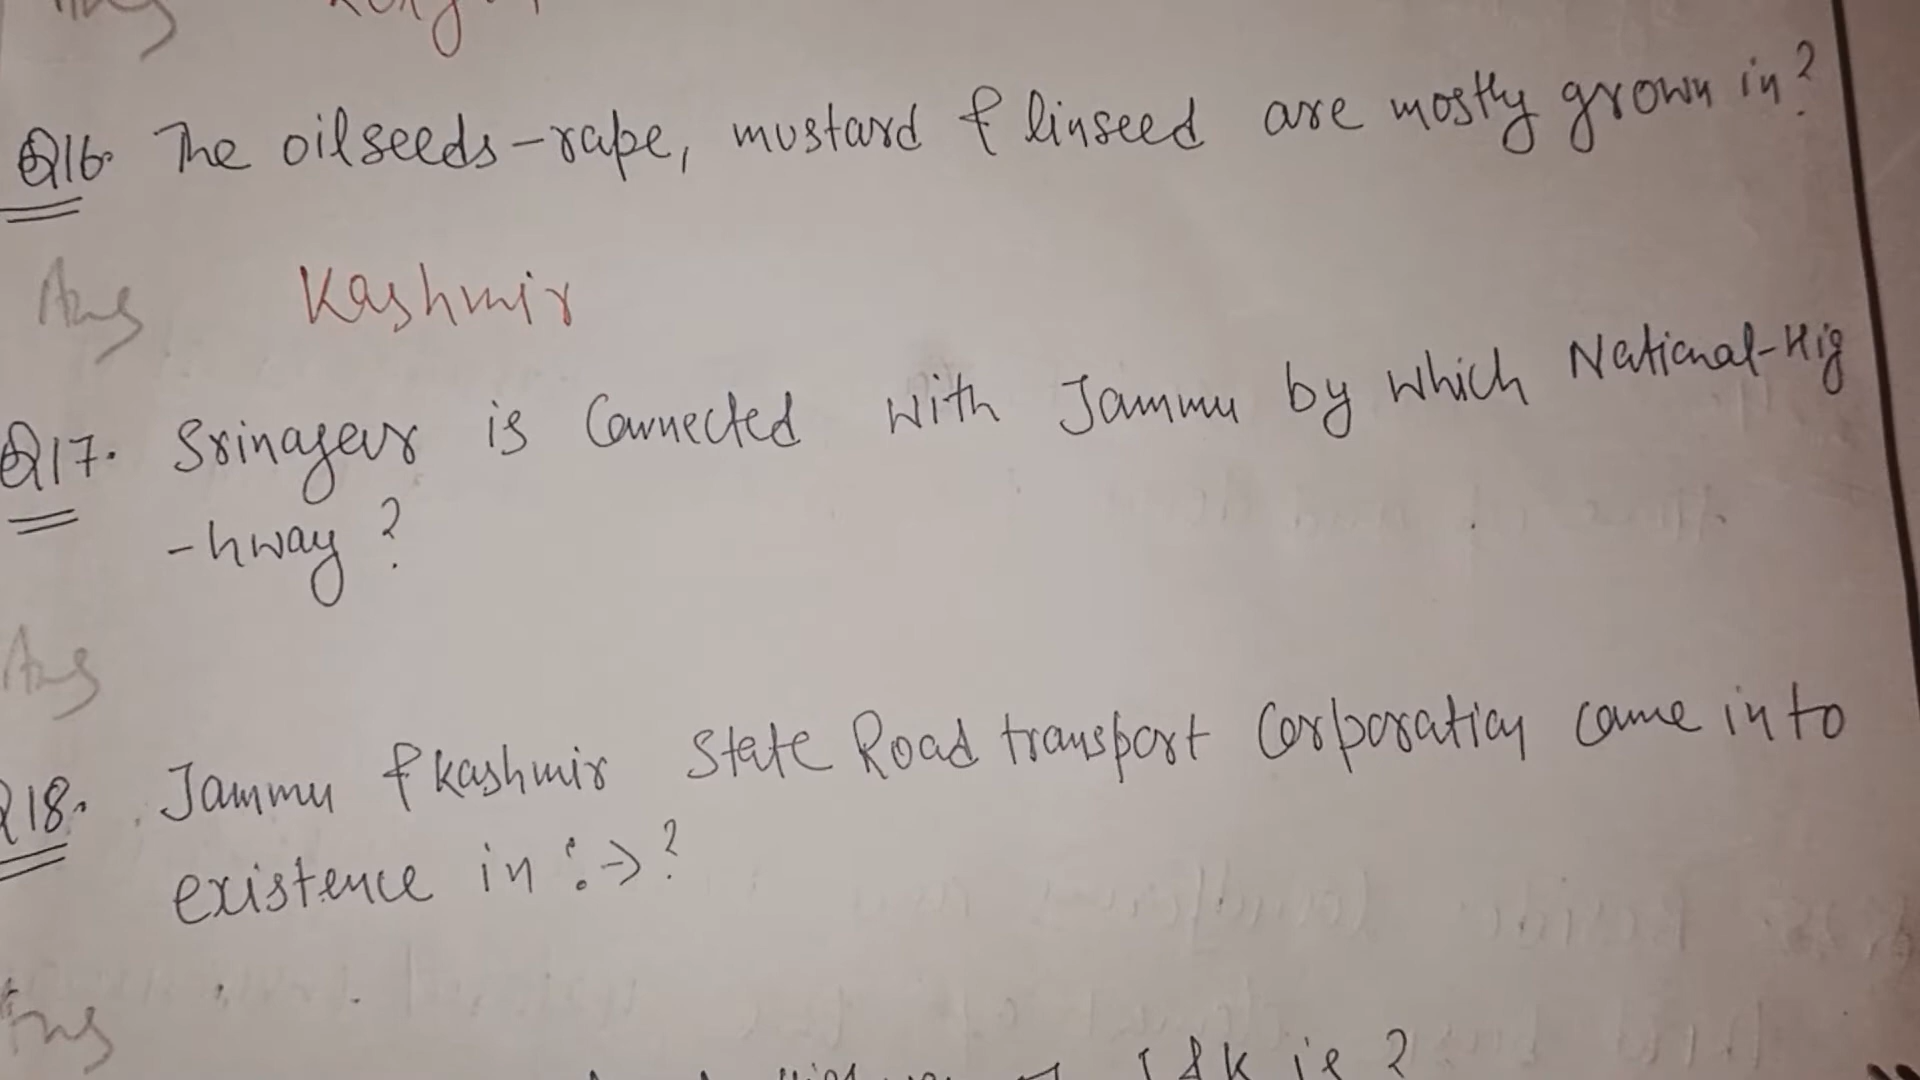 Q16. The oilseeds-rape, mustard & linseed are mostly grown in?
Ans Kashmir
Q17. Srinagar is Connected with Jammu by which National-Hig
-hway?
Ans
Q18. Jammu & Kashmir State Road transport Corporation came into
existence in :->?
Ans
J&K is?